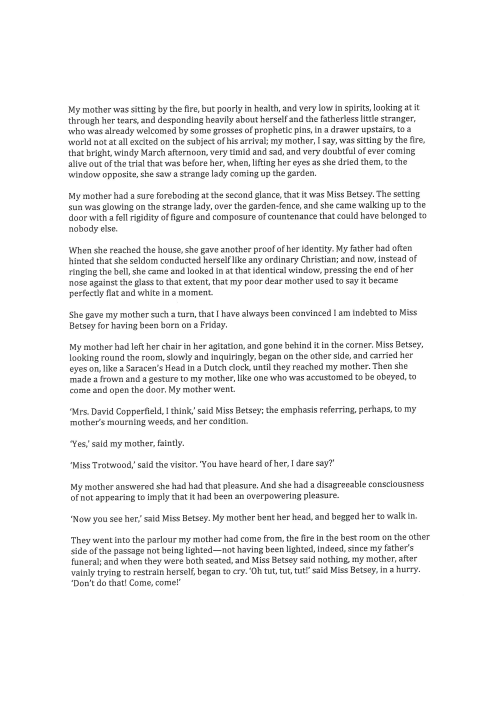 My mother was sitting by the fire, but poorly in health, and very low in spirits, looking at it
through her tears, and desponding heavily about herself and the fatherless little stranger,
who was already welcomed by some grosses of prophetic pins, in a drawer upstairs, to a
world not at all excited on the subject of his arrival; my mother, I say, was sitting by the fire,
that bright, windy March afternoon, very timid and sad, and very doubtful of ever coming
alive out of the trial that was before her, when, lifting her eyes as she dried them, to the
window opposite, she saw a strange lady coming up the garden.
My mother had a sure foreboding at the second glance, that it was Miss Betsey. The setting
sun was glowing on the strange lady, over the garden-fence, and she came walking up to the
door with a fell rigidity of figure and composure of countenance that could have belonged to
nobody else.
When she reached the house, she gave another proof of her identity. My father had often
hinted that she seldom conducted herself like any ordinary Christian; and now, instead of
ringing the bell, she came and looked in at that identical window, pressing the end of her
nose against the glass to that extent, that my poor dear mother used to say it became
perfectly flat and white in a moment.
She gave my mother such a turn, that I have always been convinced I am indebted to Miss
Betsey for having been born on a Friday.
My mother had left her chair in her agitation, and gone behind it in the corner. Miss Betsey,
looking round the room, slowly and inquiringly, began on the other side, and carried her
eyes on, like a Saracen's Head in a Dutch clock, until they reached my mother. Then she
made a frown and a gesture to my mother, like one who was accustomed to be obeyed, to
come and open the door. My mother went.
‘Mrs. David Copperfield, I think,’ said Miss Betsey; the emphasis referring, perhaps, to my
mother's mourning weeds, and her condition.
‘Yes,’ said my mother, faintly.
‘Miss Trotwood,’ said the visitor. ‘You have heard of her, I dare say?’
My mother answered she had had that pleasure. And she had a disagreeable consciousness
of not appearing to imply that it had been an overpowering pleasure.
‘Now you see her,’ said Miss Betsey. My mother bent her head, and begged her to walk in.
They went into the parlour my mother had come from, the fire in the best room on the other
side of the passage not being lighted—not having been lighted, indeed, since my father's
funeral; and when they were both seated, and Miss Betsey said nothing, my mother, after
vainly trying to restrain herself, began to cry. ‘Oh tut, tut, tut!’ said Miss Betsey, in a hurry.
‘Don't do that! Come, come!’